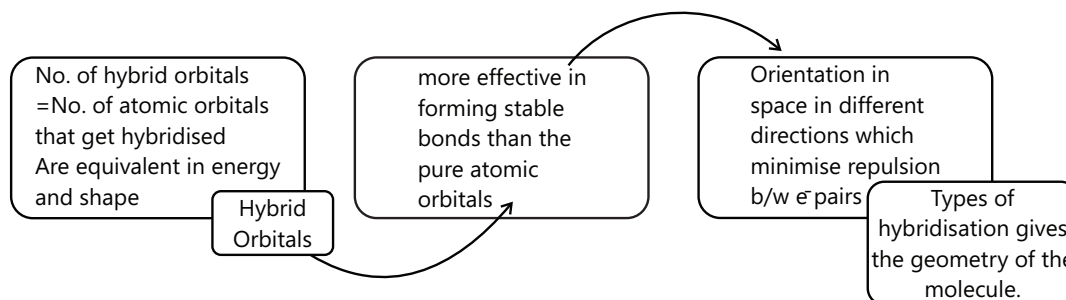 No. of hybrid orbitals
=No. of atomic orbitals
that get hybridised
Are equivalent in energy
and shape
Hybrid
Orbitals
more effective in
forming stable
bonds than the
pure atomic
orbitals
Orientation in
space in different
directions which
minimise repulsion
b/w e⁻ pairs
Types of
hybridisation gives
the geometry of the
molecule.